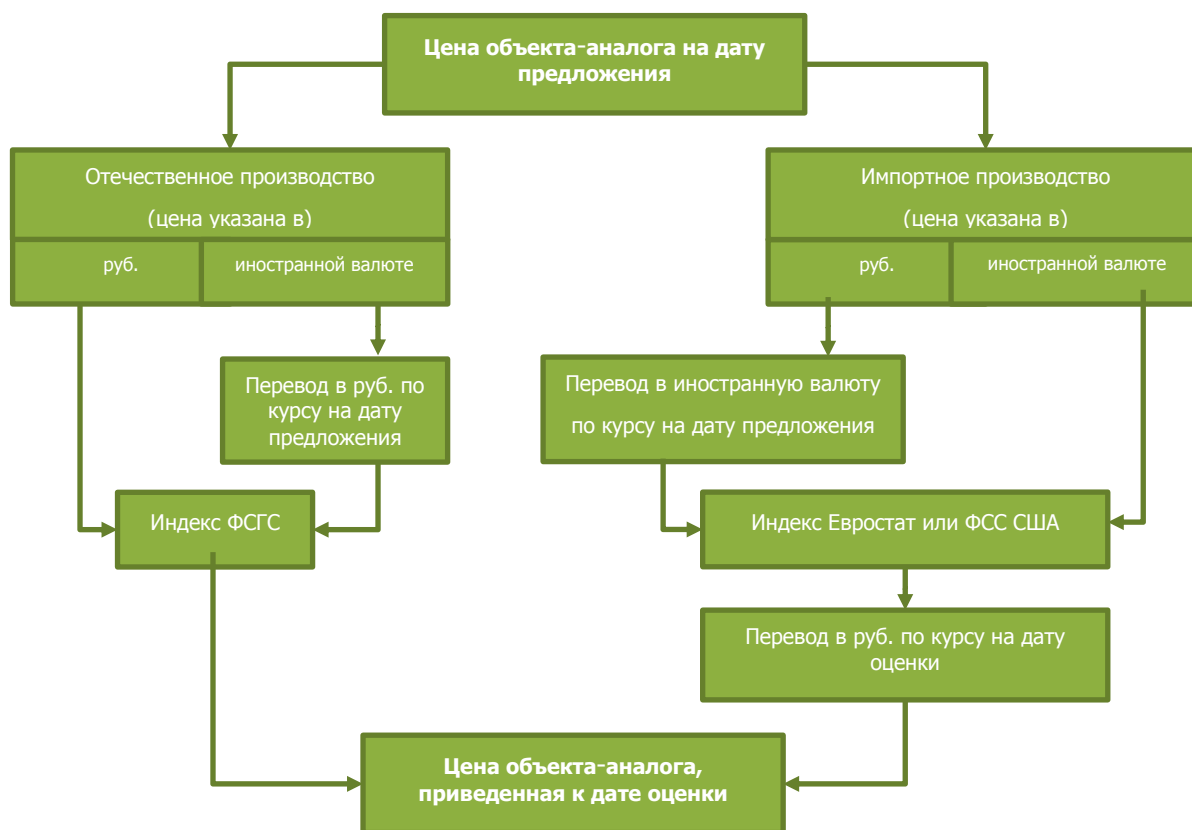 Цена объекта-аналога на дату
предложения
Отечественное производство
(цена указана в)
руб.
иностранной валюте
Импортное производство
(цена указана в)
руб.
иностранной валюте
Перевод в руб. по
курсу на дату
предложения
Перевод в иностранную валюту
по курсу на дату предложения
Индекс ФСГС
Индекс Евростат или ФСС США
Перевод в руб. по курсу на дату
оценки
Цена объекта-аналога,
приведенная к дате оценки